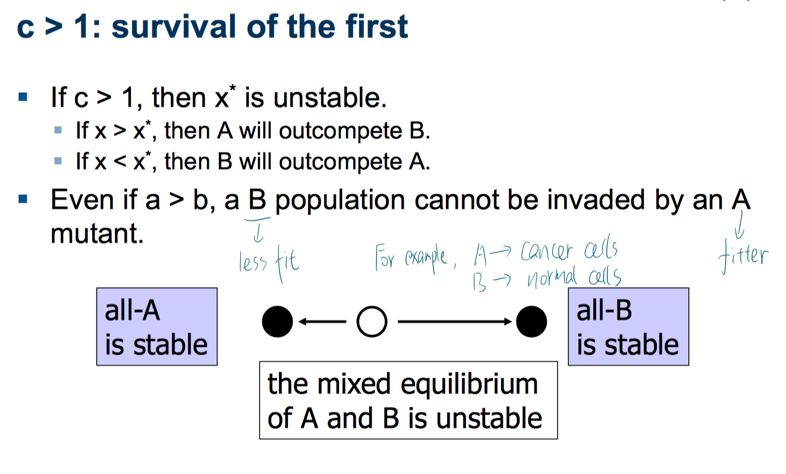 c > 1: survival of the first
If c > 1, then x* is unstable.
If x > x*, then A will outcompete B.
If x < x*, then B will outcompete A.
Even if a > b, a B population cannot be invaded by an A
mutant.
less fit
For example, A → cancer cells
B → normal cells
fitter
all-A
is stable
all-B
is stable
the mixed equilibrium
of A and B is unstable